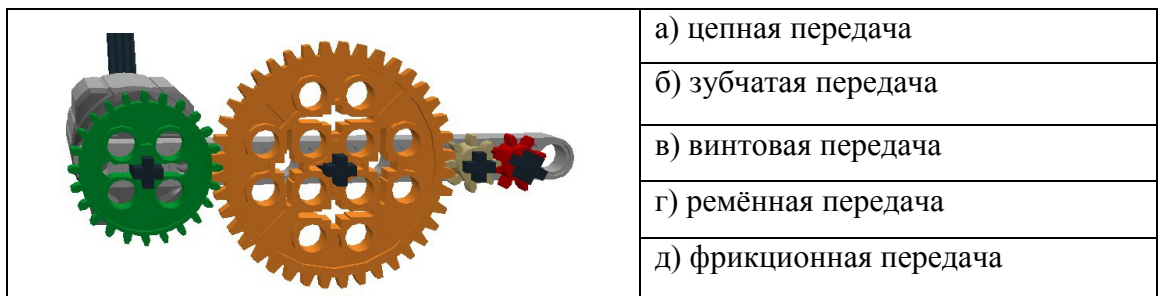 а) цепная передача
б) зубчатая передача
в) винтовая передача
г) ремённая передача
д) фрикционная передача